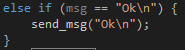 else if (msg == "Ok\n") {
    send_msg("Ok\n");
}